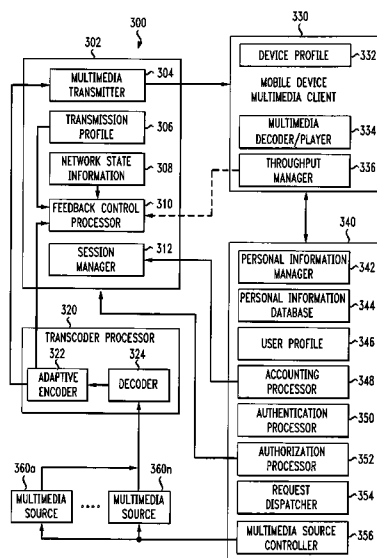 300
302
MULTIMEDIA
TRANSMITTER
304
TRANSMISSION
PROFILE
306
NETWORK STATE
INFORMATION
308
FEEDBACK CONTROL
PROCESSOR
310
SESSION
MANAGER
312
320
TRANSCODER PROCESSOR
322
ADAPTIVE
ENCODER
324
DECODER
360a
MULTIMEDIA
SOURCE
360n
MULTIMEDIA
SOURCE
330
DEVICE PROFILE
332
MOBILE DEVICE
MULTIMEDIA CLIENT
MULTIMEDIA
DECODER/PLAYER
334
THROUGHPUT
MANAGER
336
340
PERSONAL INFORMATION
MANAGER
342
PERSONAL INFORMATION
DATABASE
344
USER PROFILE
346
ACCOUNTING
PROCESSOR
348
AUTHENTICATION
PROCESSOR
350
AUTHORIZATION
PROCESSOR
352
REQUEST
DISPATCHER
354
MULTIMEDIA SOURCE
CONTROLLER
356